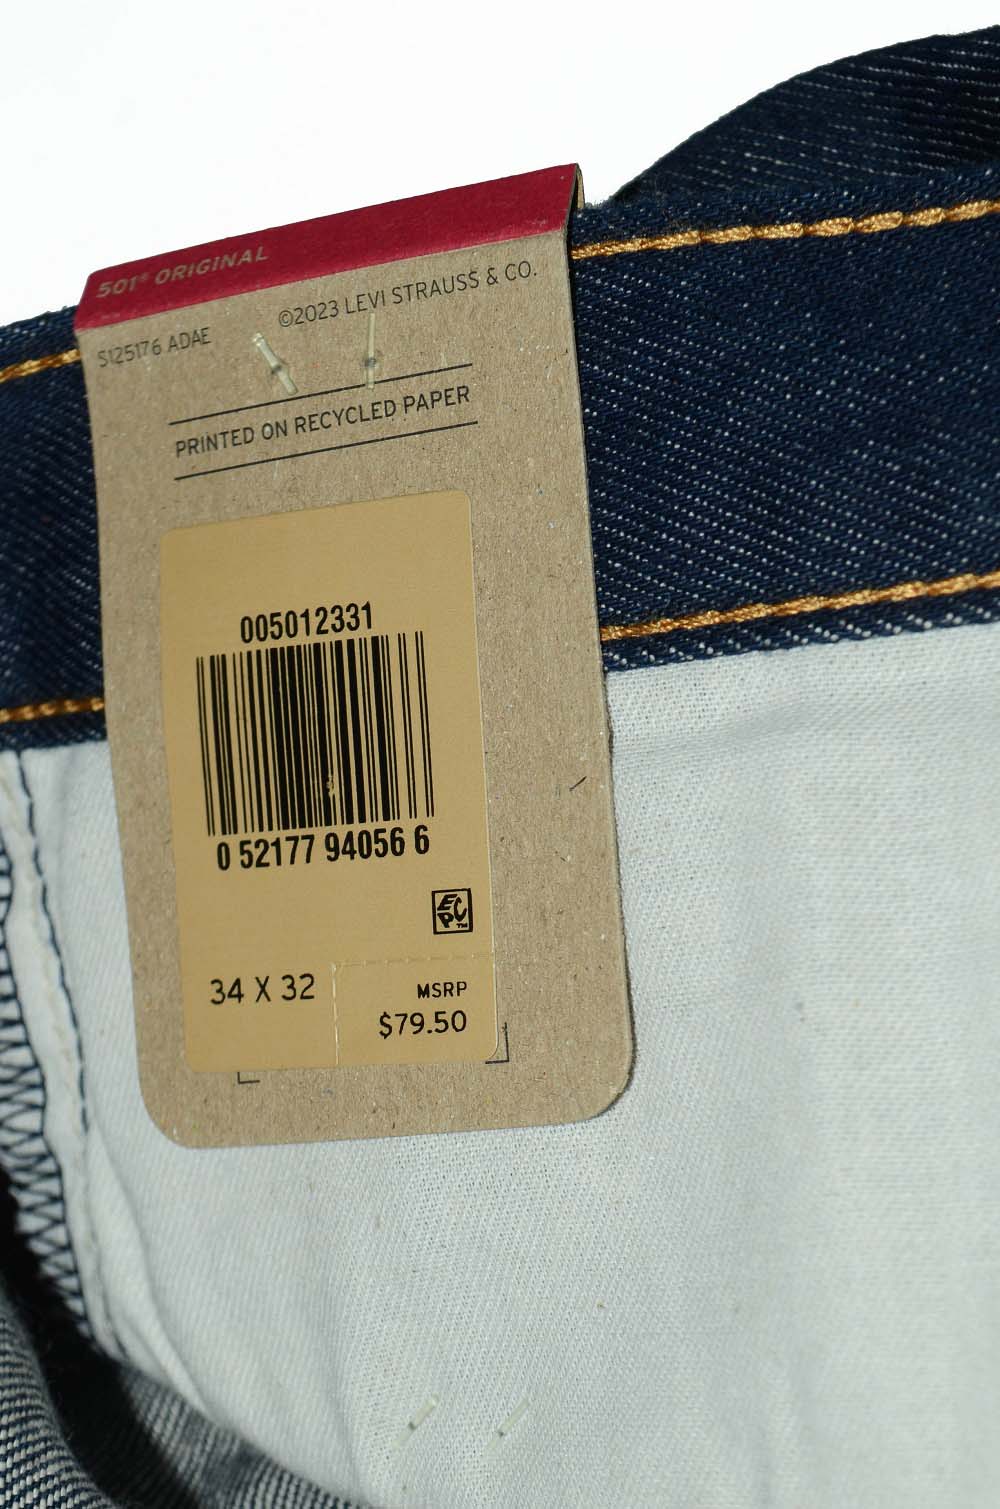 501® ORIGINAL
S125176 ADAE
©2023 LEVI STRAUSS & CO.
PRINTED ON RECYCLED PAPER
005012331
0 52177 94056 6
EPC™
34 X 32
MSRP
$79.50